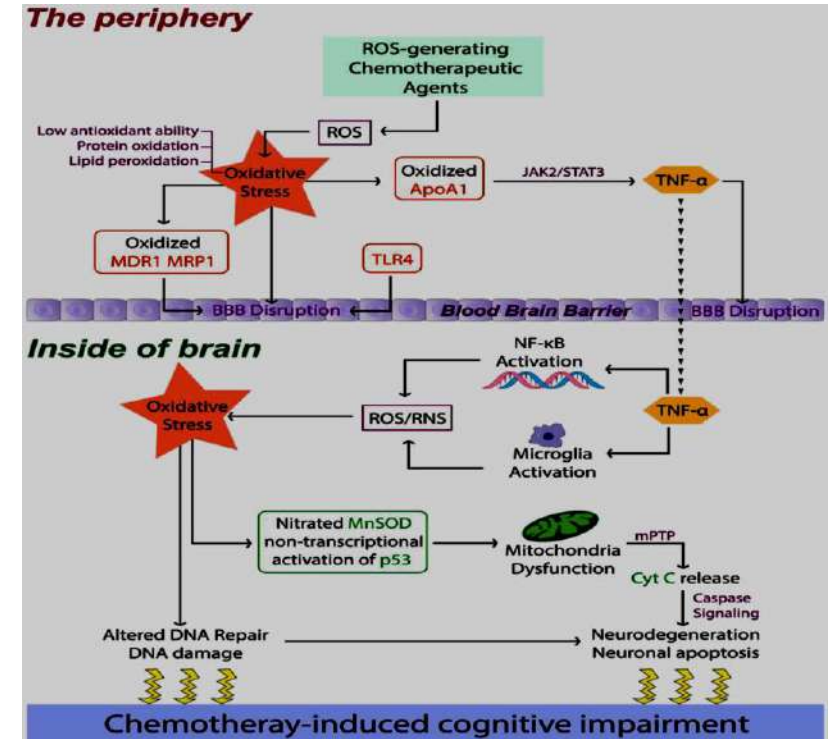 The periphery
ROS-generating
Chemotherapeutic
Agents
ROS
Low antioxidant ability
Protein oxidation
Lipid peroxidation
Oxidative
Stress
Oxidized
ApoA1
JAK2/STAT3
TNF-α
Oxidized
MDR1 MRP1
TLR4
BBB Disruption
Blood Brain Barrier
BBB Disruption
Inside of brain
NF-κB
Activation
Oxidative
Stress
ROS/RNS
TNF-α
Microglia
Activation
Nitrated MnSOD
non-transcriptional
activation of p53
Mitochondria
Dysfunction
mPTP
Cyt C release
Caspase
Signaling
Altered DNA Repair
DNA damage
Neurodegeneration
Neuronal apoptosis
Chemotheray-induced cognitive impairment